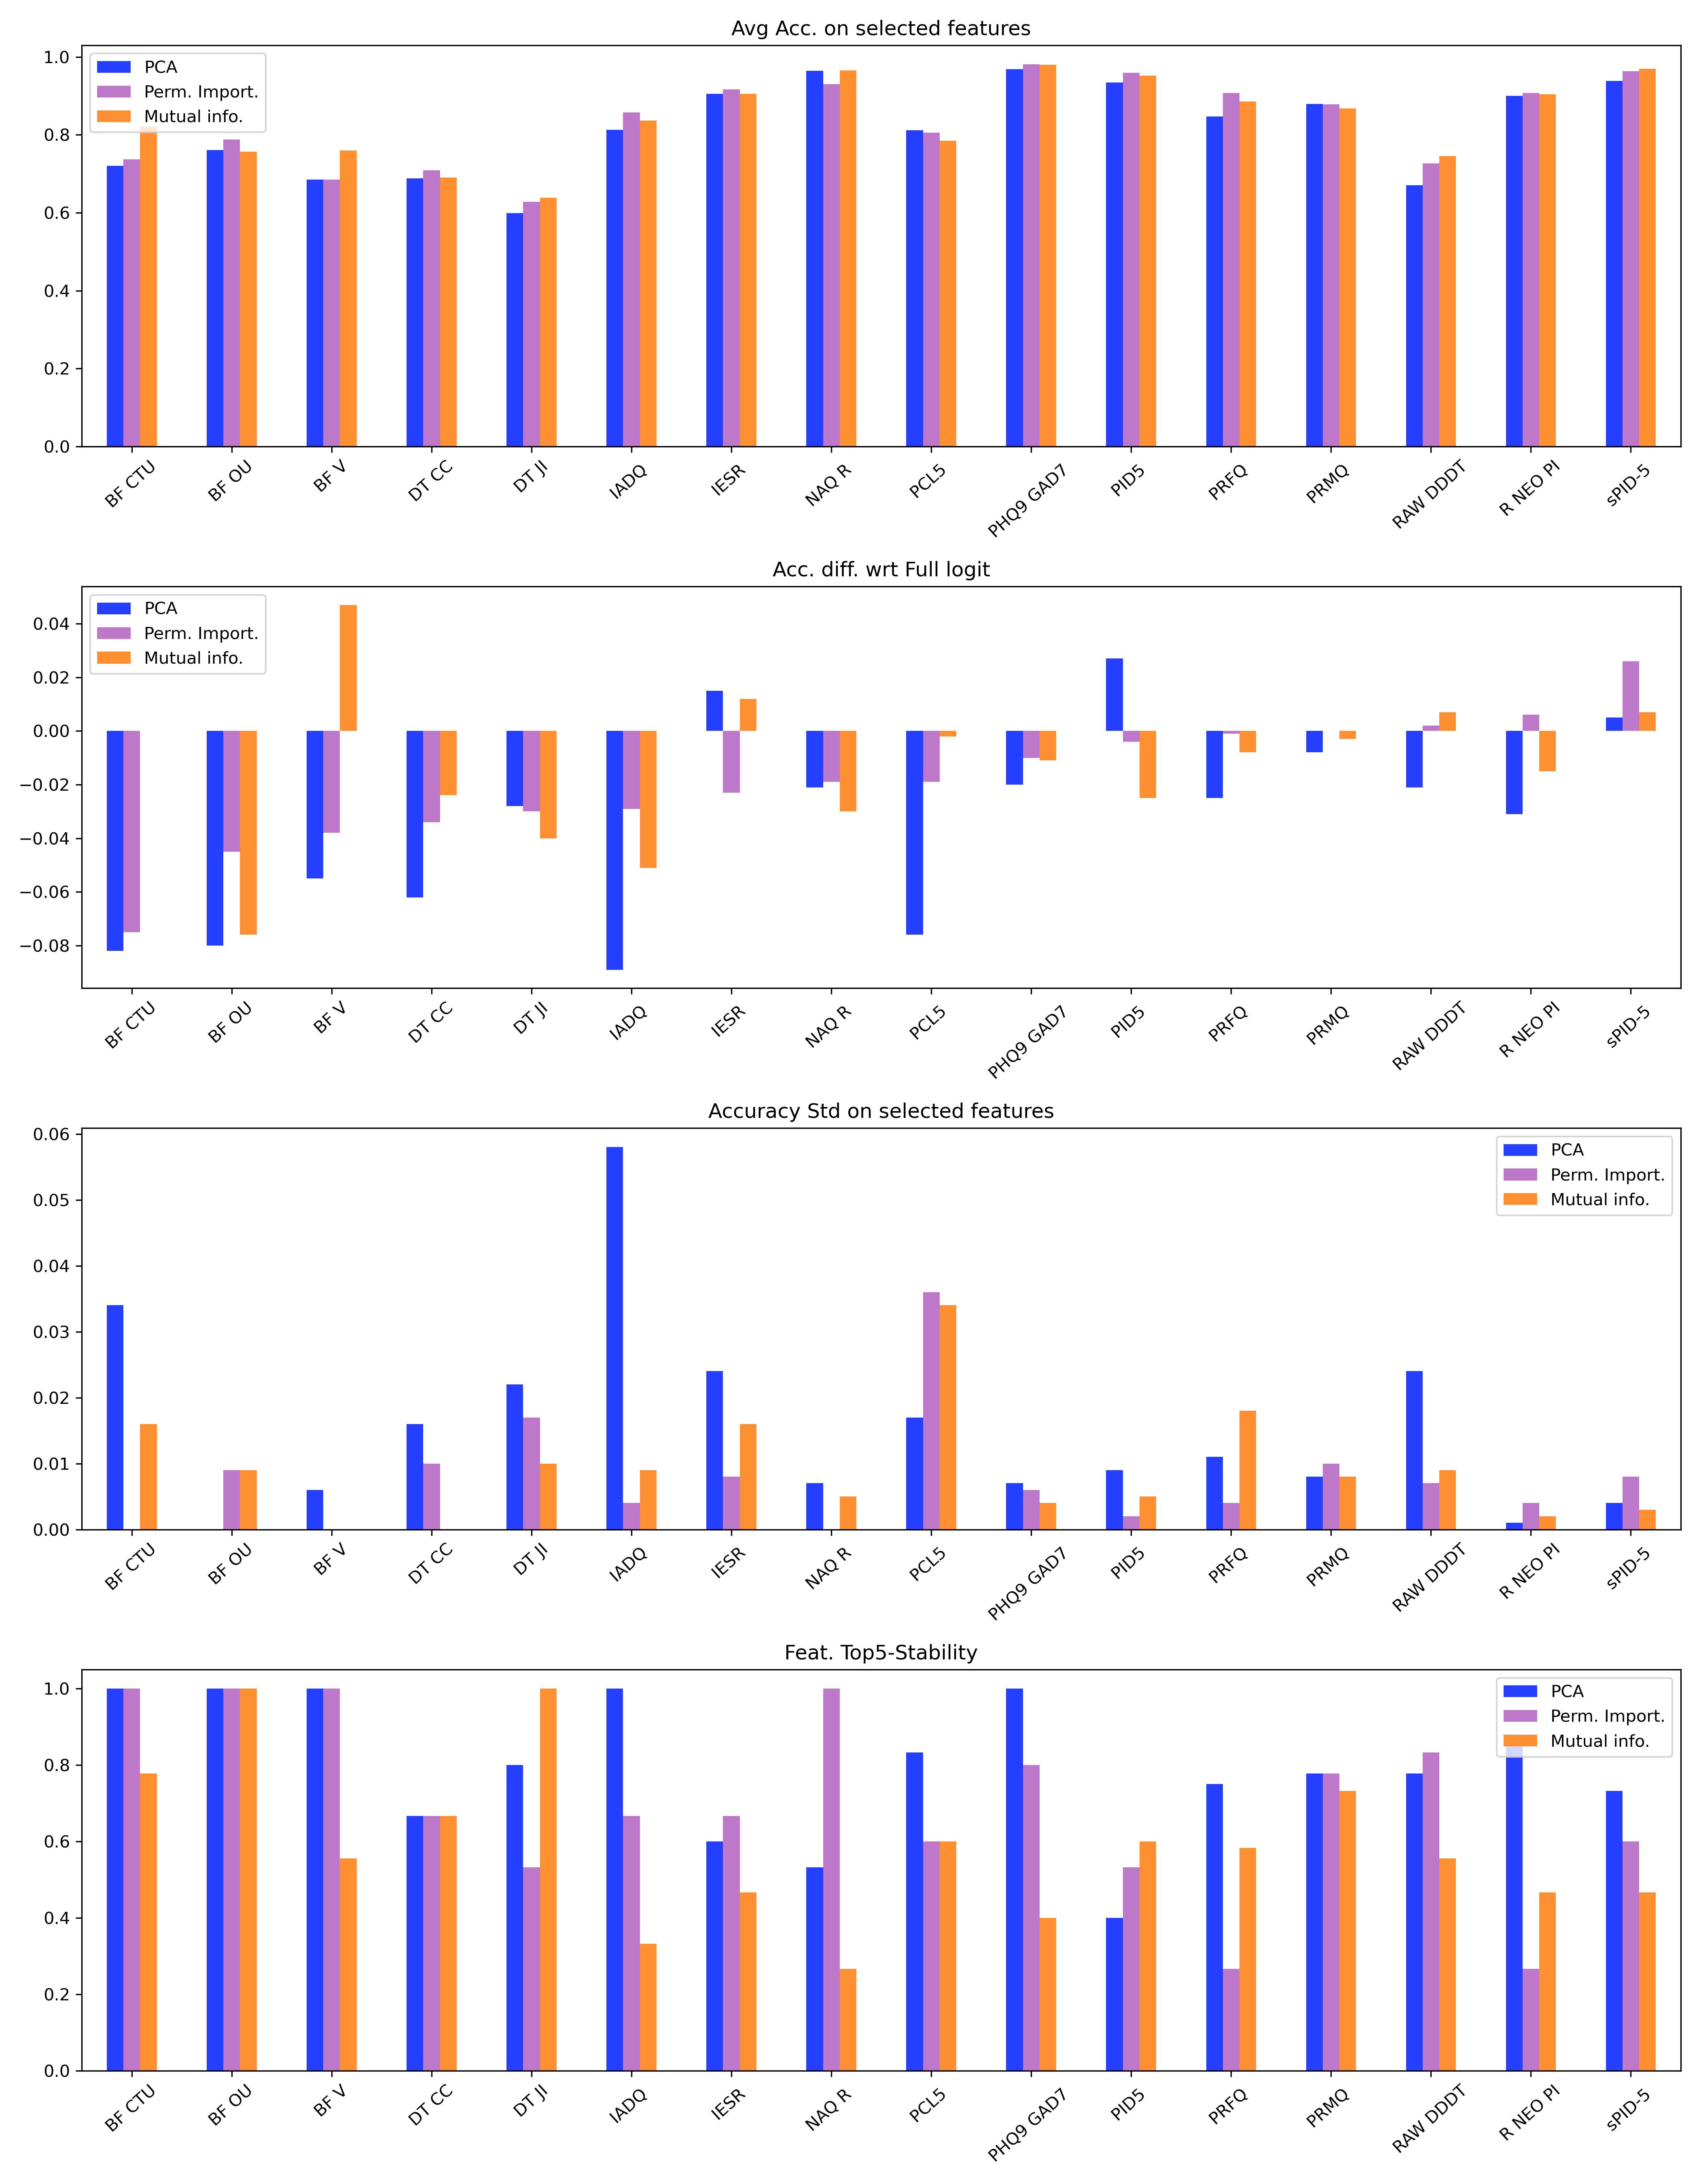 Avg Acc. on selected features
1.0
0.8
0.6
0.4
0.2
0.0
PCA
Perm. Import.
Mutual info.
BF CTU
BF OU
BF V
DT CC
DT JI
IADQ
IESR
NAQ R
PCL5
PHQ9 GAD7
PID5
PRFQ
PRMQ
RAW DDDT
R NEO PI
sPID-5
Acc. diff. wrt Full logit
0.04
0.02
0.00
−0.02
−0.04
−0.06
−0.08
PCA
Perm. Import.
Mutual info.
BF CTU
BF OU
BF V
DT CC
DT JI
IADQ
IESR
NAQ R
PCL5
PHQ9 GAD7
PID5
PRFQ
PRMQ
RAW DDDT
R NEO PI
sPID-5
Accuracy Std on selected features
0.06
0.05
0.04
0.03
0.02
0.01
0.00
PCA
Perm. Import.
Mutual info.
BF CTU
BF OU
BF V
DT CC
DT JI
IADQ
IESR
NAQ R
PCL5
PHQ9 GAD7
PID5
PRFQ
PRMQ
RAW DDDT
R NEO PI
sPID-5
Feat. Top5-Stability
1.0
0.8
0.6
0.4
0.2
0.0
PCA
Perm. Import.
Mutual info.
BF CTU
BF OU
BF V
DT CC
DT JI
IADQ
IESR
NAQ R
PCL5
PHQ9 GAD7
PID5
PRFQ
PRMQ
RAW DDDT
R NEO PI
sPID-5